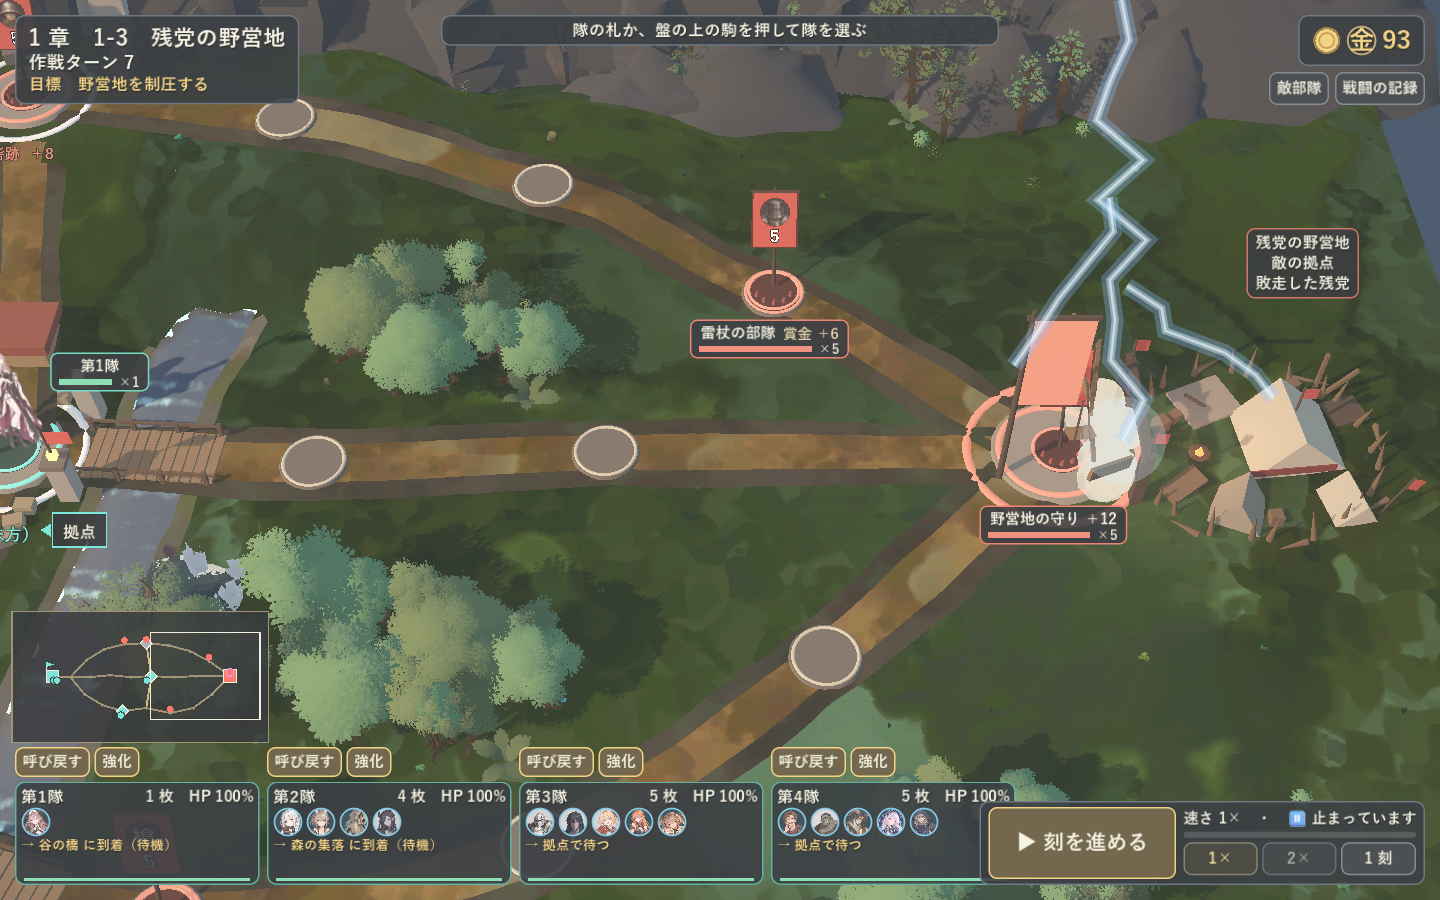 1 章　1-3　残党の野営地
作戦ターン 7
目標　野営地を制圧する
隊の札か、盤の上の駒を押して隊を選ぶ
金 93
敵部隊
戦闘の記録
跡 +8
5
残党の野営地
敵の拠点
敗走した残党
雷杖の部隊 賞金 +6
×5
第1隊
×1
野営地の守り +12
×5
方）
拠点
呼び戻す 強化
呼び戻す 強化
呼び戻す 強化
呼び戻す 強化
第1隊 1 枚 HP 100%
→ 谷の橋 に到着（待機）
第2隊 4 枚 HP 100%
→ 森の集落 に到着（待機）
第3隊 5 枚 HP 100%
→ 拠点で待つ
第4隊 5 枚 HP 100%
→ 拠点で待つ
▶ 刻を進める
速さ 1× ・ ⏸ 止まっています
1×
2×
1 刻